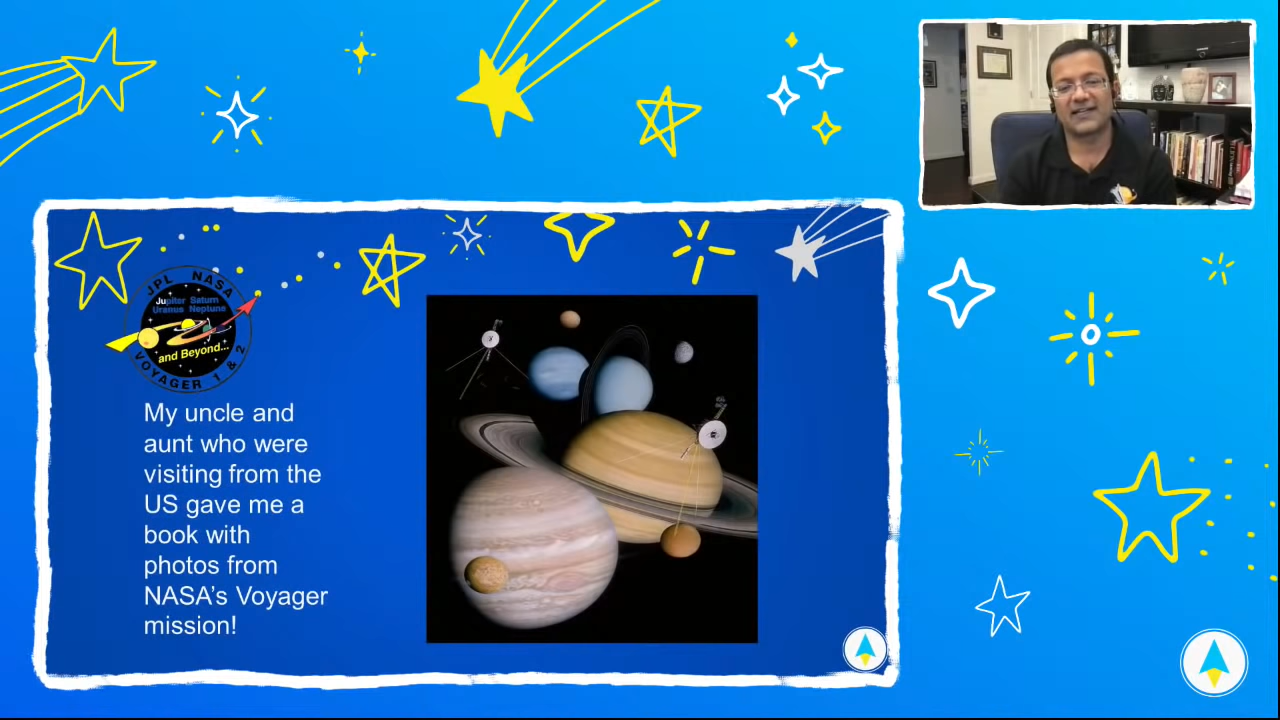 JPL NASA
Jupiter Saturn
Uranus Neptune
and Beyond...
VOYAGER 1 & 2
My uncle and
aunt who were
visiting from the
US gave me a
book with
photos from
NASA's Voyager
mission!